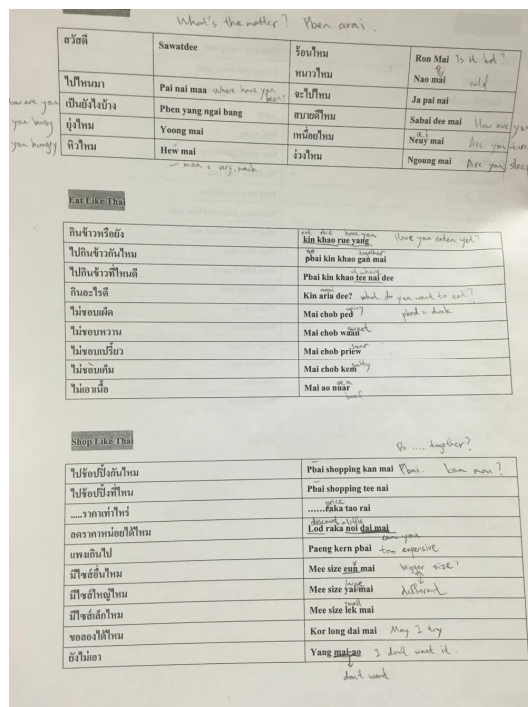 What's the matter? Pben arai.
สวัสดี Sawatdee ร้อนไหม Ron Mai Is it hot?
หนาวไหม Nao mai cold
ไปไหนมา Pai nai maa where have you been? จะไปไหน Ja pai nai
how are you เป็นยังไงบ้าง Pben yang ngai bang สบายดีไหม Sabai dee mai How are you
you busy ยุ่งไหม Yoong mai เหนื่อยไหม Neuy mai Are you
you hungry หิวไหม Hew mai ง่วงไหม Ngoung mai Are you sleep
maa = very, much
Eat Like Thai
eat rice have you
กินข้าวหรือยัง kin khao rue yang Have you eaten yet?
go together
ไปกินข้าวกันไหม pbai kin khao gan mai
at where
ไปกินข้าวที่ไหนดี Pbai kin khao tee nai dee
arai
กินอะไรดี Kin aria dee? what do you want to eat?
spicy
ไม่ชอบเผ็ด Mai chob ped pbed = duck
sweet
ไม่ชอบหวาน Mai chob waan
sour
ไม่ชอบเปรี้ยว Mai chob priew
salty
ไม่ชอบเค็ม Mai chob kem
ไม่เอาเนื้อ Mai ao nuar
beef
Shop Like Thai
Do .... together?
ไปช้อปปิ้งกันไหม Pbai shopping kan mai Pbai.. kan mai?
ไปช้อปปิ้งที่ไหน Pbai shopping tee nai
price
.....ราคาเท่าไหร่ ......raka tao rai
discount little
ลดราคาหน่อยได้ไหม Lod raka noi dai mai
can you
แพงเกินไป Paeng kern pbai too expensive
มีไซส์อื่นไหม Mee size eun mai bigger size?
large
มีไซส์ใหญ่ไหม Mee size yai mai different
small
มีไซส์เล็กไหม Mee size lek mai
ขอลองได้ไหม Kor long dai mai May I try
ยังไม่เอา Yang mai ao I don't want it.
don't want